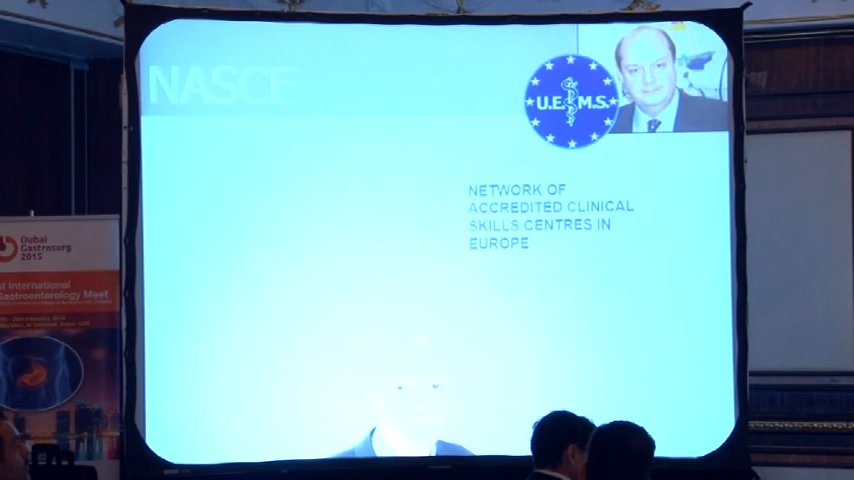 NASCE
U.E.M.S.
NETWORK OF
ACCREDITED CLINICAL
SKILLS CENTRES IN
EUROPE
Dubai
Gastrosurg
2015
International
Gastroenterology Meet